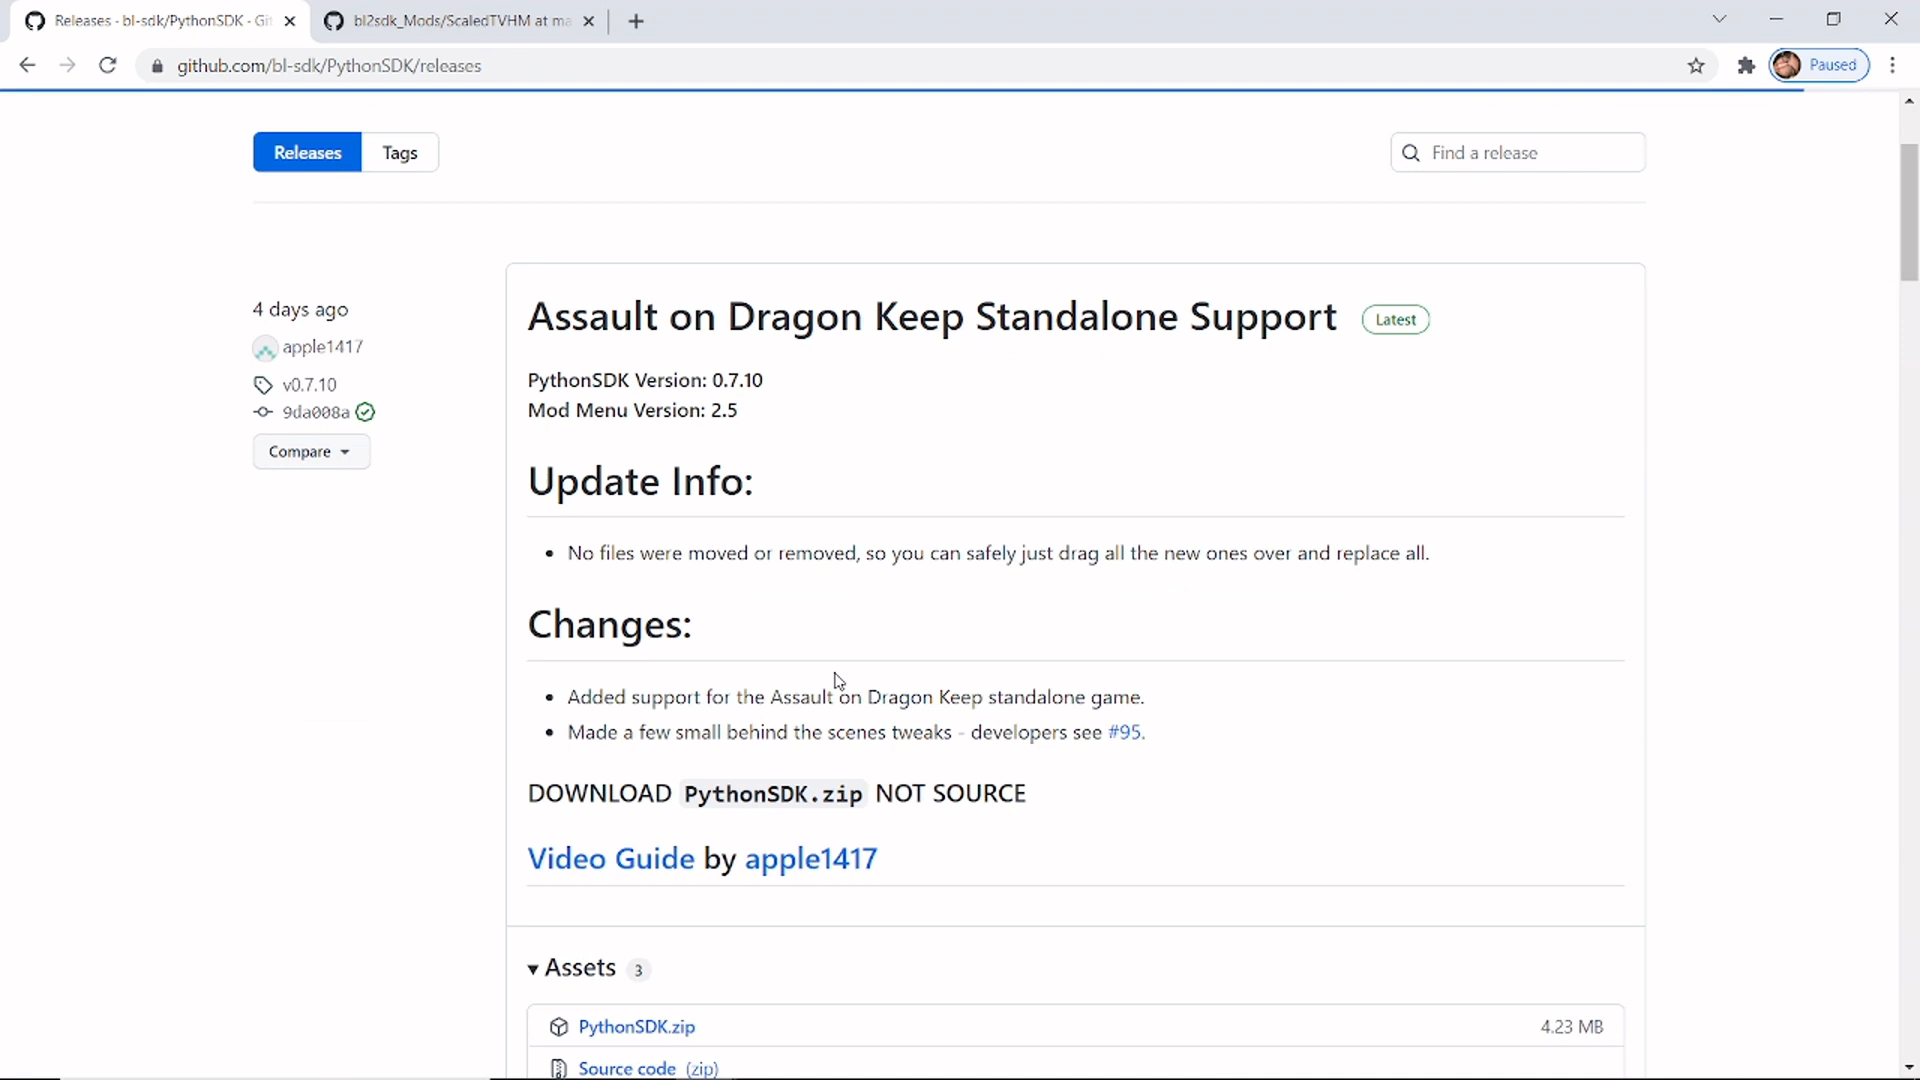 Releases · bl-sdk/PythonSDK · Git
bl2sdk_Mods/ScaledTVHM at ma
github.com/bl-sdk/PythonSDK/releases
Paused
Releases
Tags
Find a release
4 days ago
apple1417
v0.7.10
9da008a
Compare
Assault on Dragon Keep Standalone Support
Latest
PythonSDK Version: 0.7.10
Mod Menu Version: 2.5
Update Info:
• No files were moved or removed, so you can safely just drag all the new ones over and replace all.
Changes:
• Added support for the Assault on Dragon Keep standalone game.
• Made a few small behind the scenes tweaks - developers see #95.
DOWNLOAD PythonSDK.zip NOT SOURCE
Video Guide by apple1417
Assets 3
PythonSDK.zip
4.23 MB
Source code (zip)